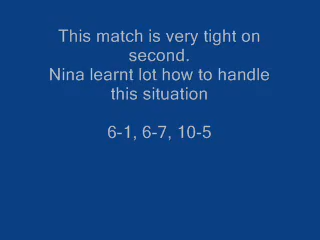 This match is very tight on
second.
Nina learnt lot how to handle
this situation
6-1, 6-7, 10-5